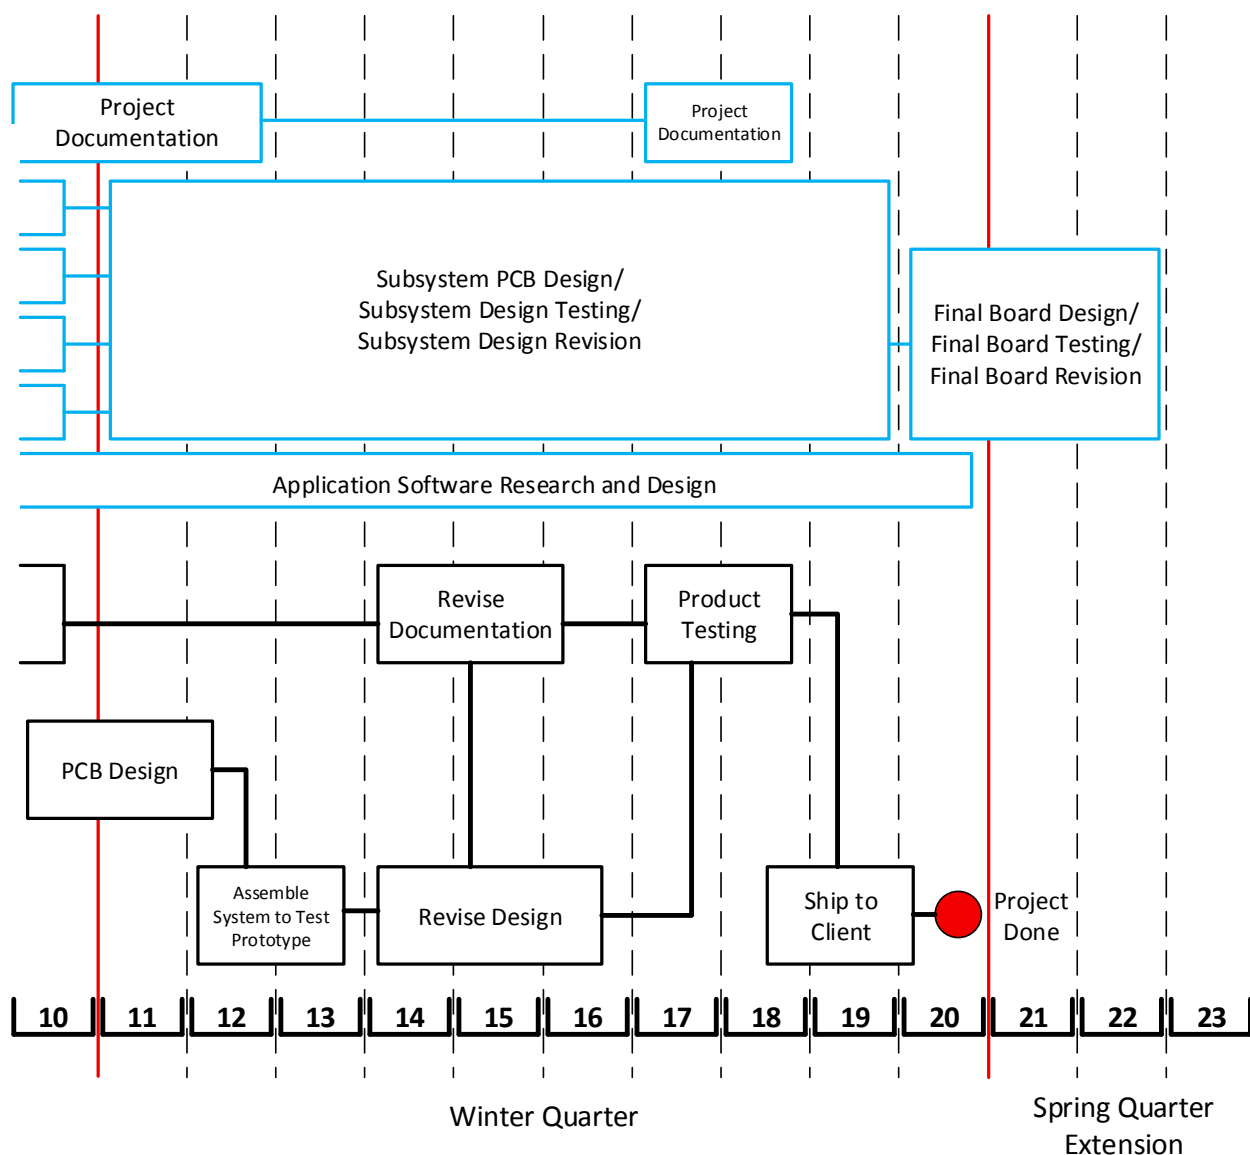 Project
Documentation
Project
Documentation
Subsystem PCB Design/
Subsystem Design Testing/
Subsystem Design Revision
Final Board Design/
Final Board Testing/
Final Board Revision
Application Software Research and Design
Revise
Documentation
Product
Testing
PCB Design
Assemble
System to Test
Prototype
Revise Design
Ship to
Client
Project
Done
10 11 12 13 14 15 16 17 18 19 20 21 22 23
Winter Quarter
Spring Quarter
Extension